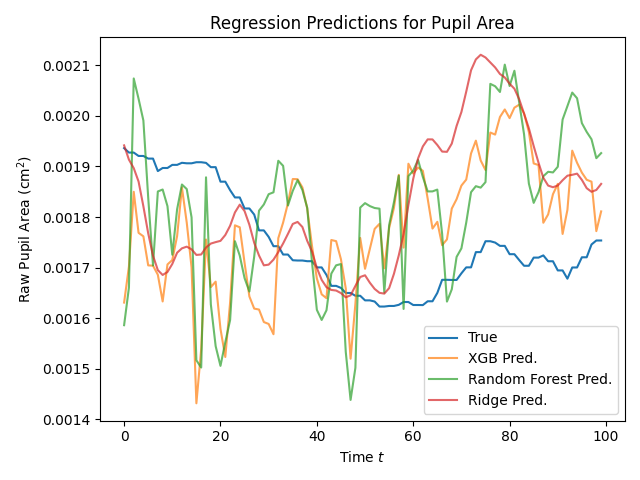 Regression Predictions for Pupil Area
Raw Pupil Area (cm²)
0.0021
0.0020
0.0019
0.0018
0.0017
0.0016
0.0015
0.0014
True
XGB Pred.
Random Forest Pred.
Ridge Pred.
0 20 40 60 80 100
Time t